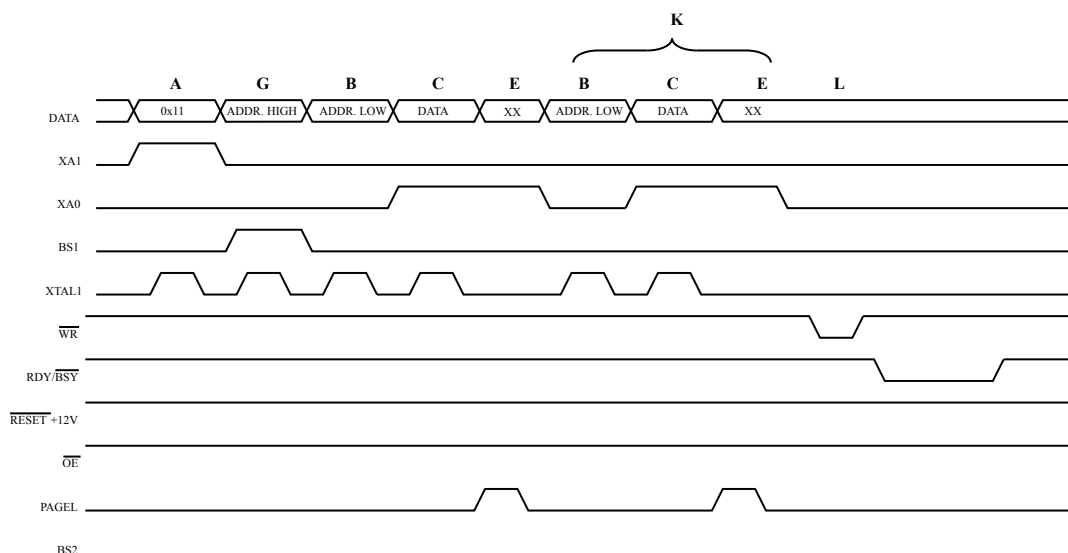 K
A G B C E B C E L
DATA 0x11 ADDR. HIGH ADDR. LOW DATA XX ADDR. LOW DATA XX
XA1
XA0
BS1
XTAL1
WR
RDY/BSY
RESET +12V
OE
PAGEL
BS2